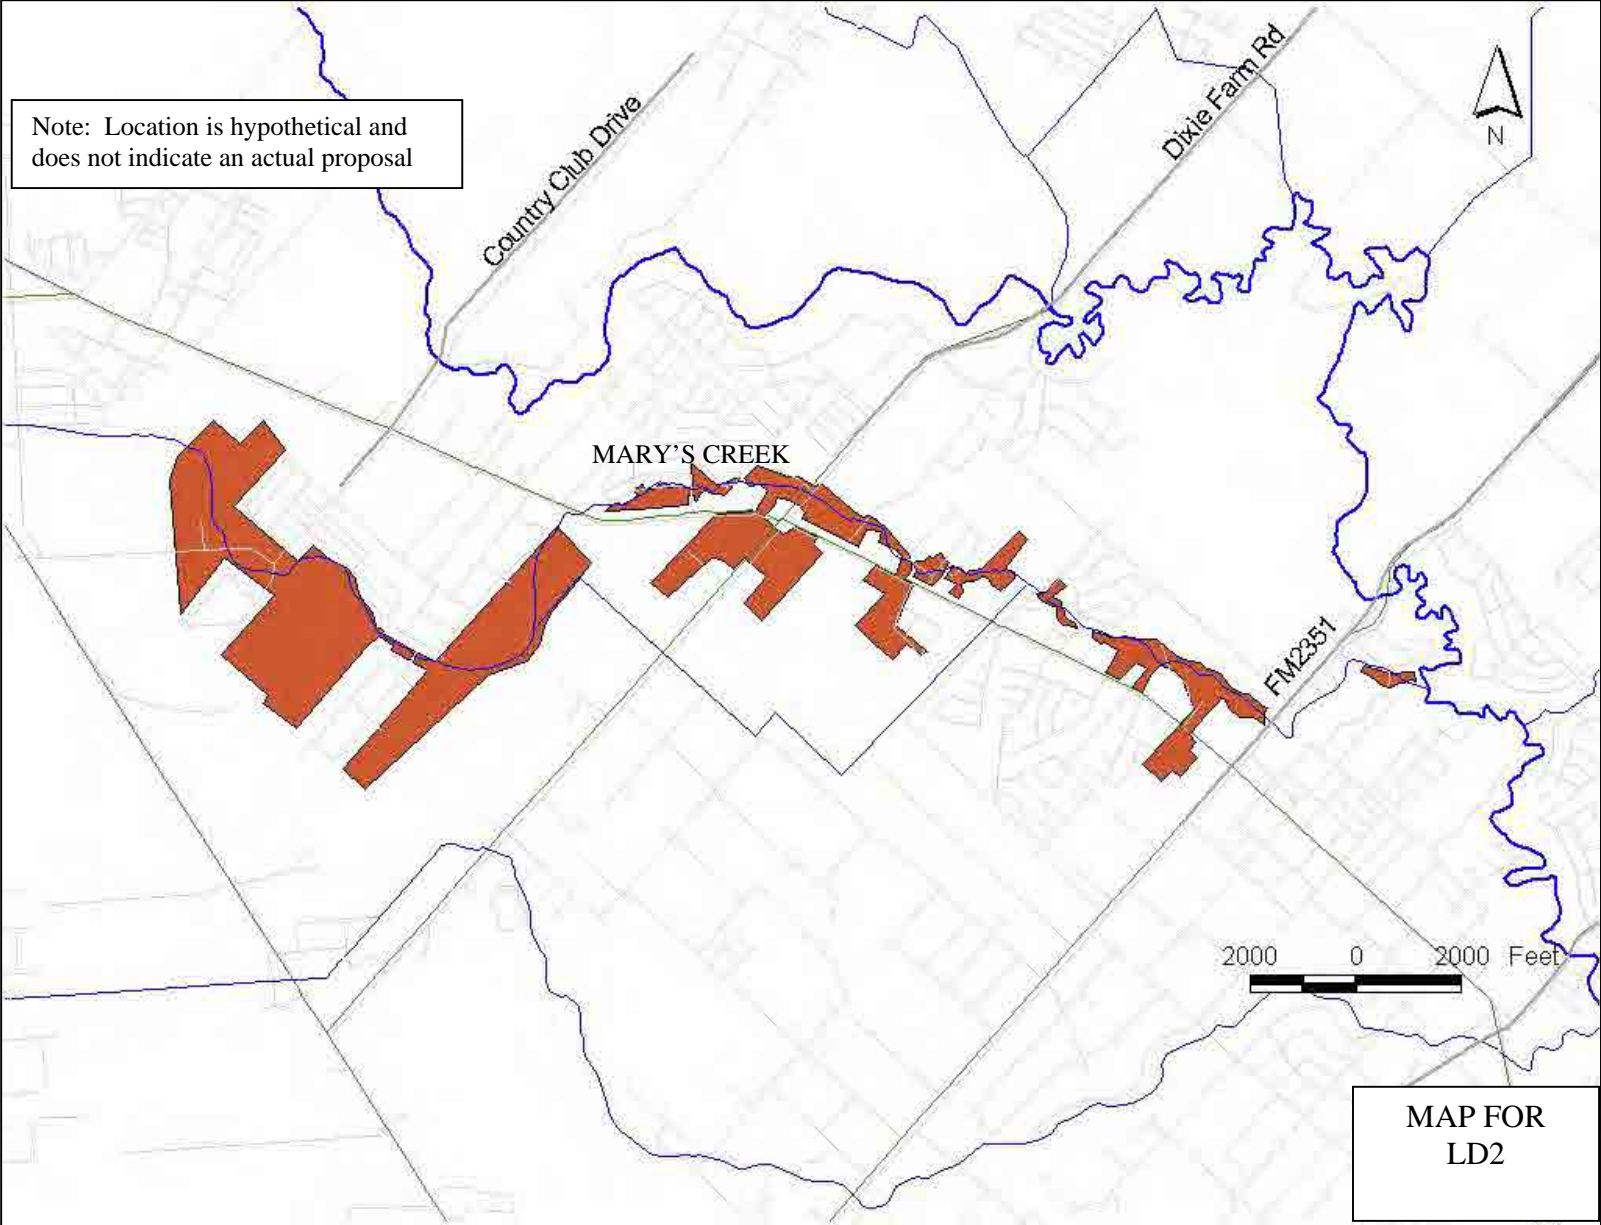 Note:  Location is hypothetical and
does not indicate an actual proposal
Country Club Drive
Dixie Farm Rd
N
MARY'S CREEK
FM2351
2000 0 2000 Feet
MAP FOR
LD2